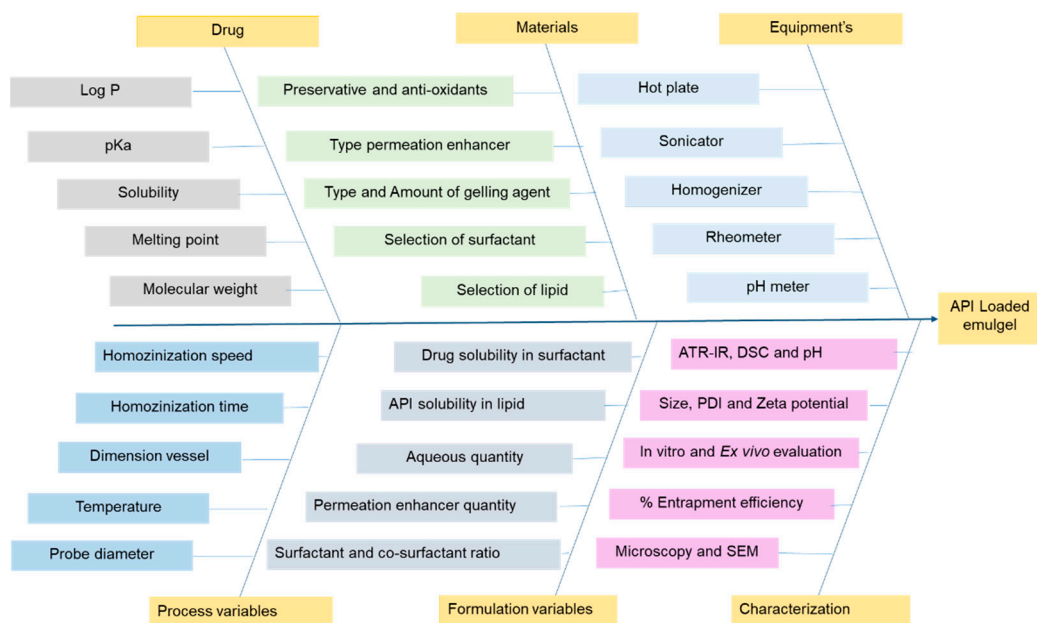 Drug
Materials
Equipment's
Log P
Preservative and anti-oxidants
Hot plate
pKa
Type permeation enhancer
Sonicator
Solubility
Type and Amount of gelling agent
Homogenizer
Melting point
Selection of surfactant
Rheometer
Molecular weight
Selection of lipid
pH meter
API Loaded
emulgel
Homozinization speed
Drug solubility in surfactant
ATR-IR, DSC and pH
Homozinization time
API solubility in lipid
Size, PDI and Zeta potential
Dimension vessel
Aqueous quantity
In vitro and Ex vivo evaluation
Temperature
Permeation enhancer quantity
% Entrapment efficiency
Probe diameter
Surfactant and co-surfactant ratio
Microscopy and SEM
Process variables
Formulation variables
Characterization